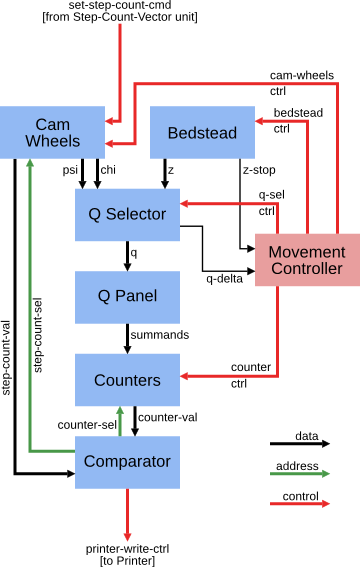 set-step-count-cmd
[from Step-Count-Vector unit]
cam-wheels
ctrl
bedstead
ctrl
Cam
Wheels
Bedstead
psi
chi
z
z-stop
q-sel
ctrl
Q Selector
Movement
Controller
q
q-delta
Q Panel
step-count-sel
step-count-val
summands
counter
ctrl
Counters
counter-sel
counter-val
Comparator
data
address
control
printer-write-ctrl
[to Printer]